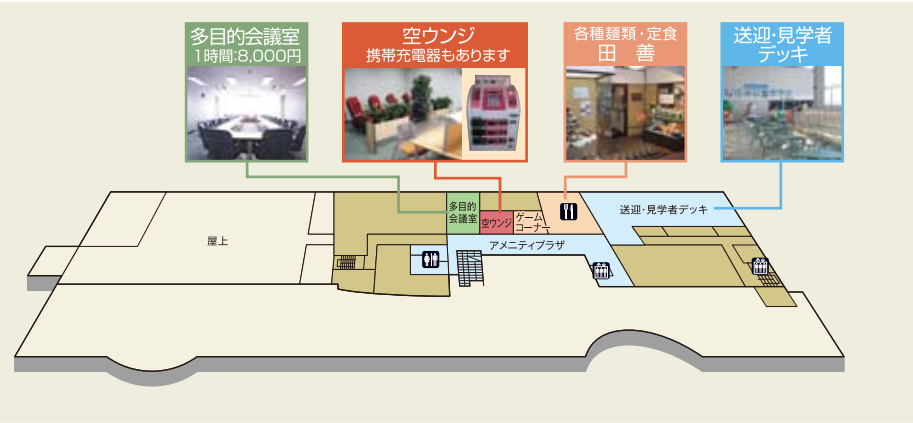 多目的会議室
1時間:8,000円
空ウンジ
携帯充電器もあります
各種麺類・定食
田 善
送迎・見学者
デッキ
多目的
会議室
空ウンジ
ゲーム
コーナー
送迎・見学者デッキ
屋上
アメニティプラザ